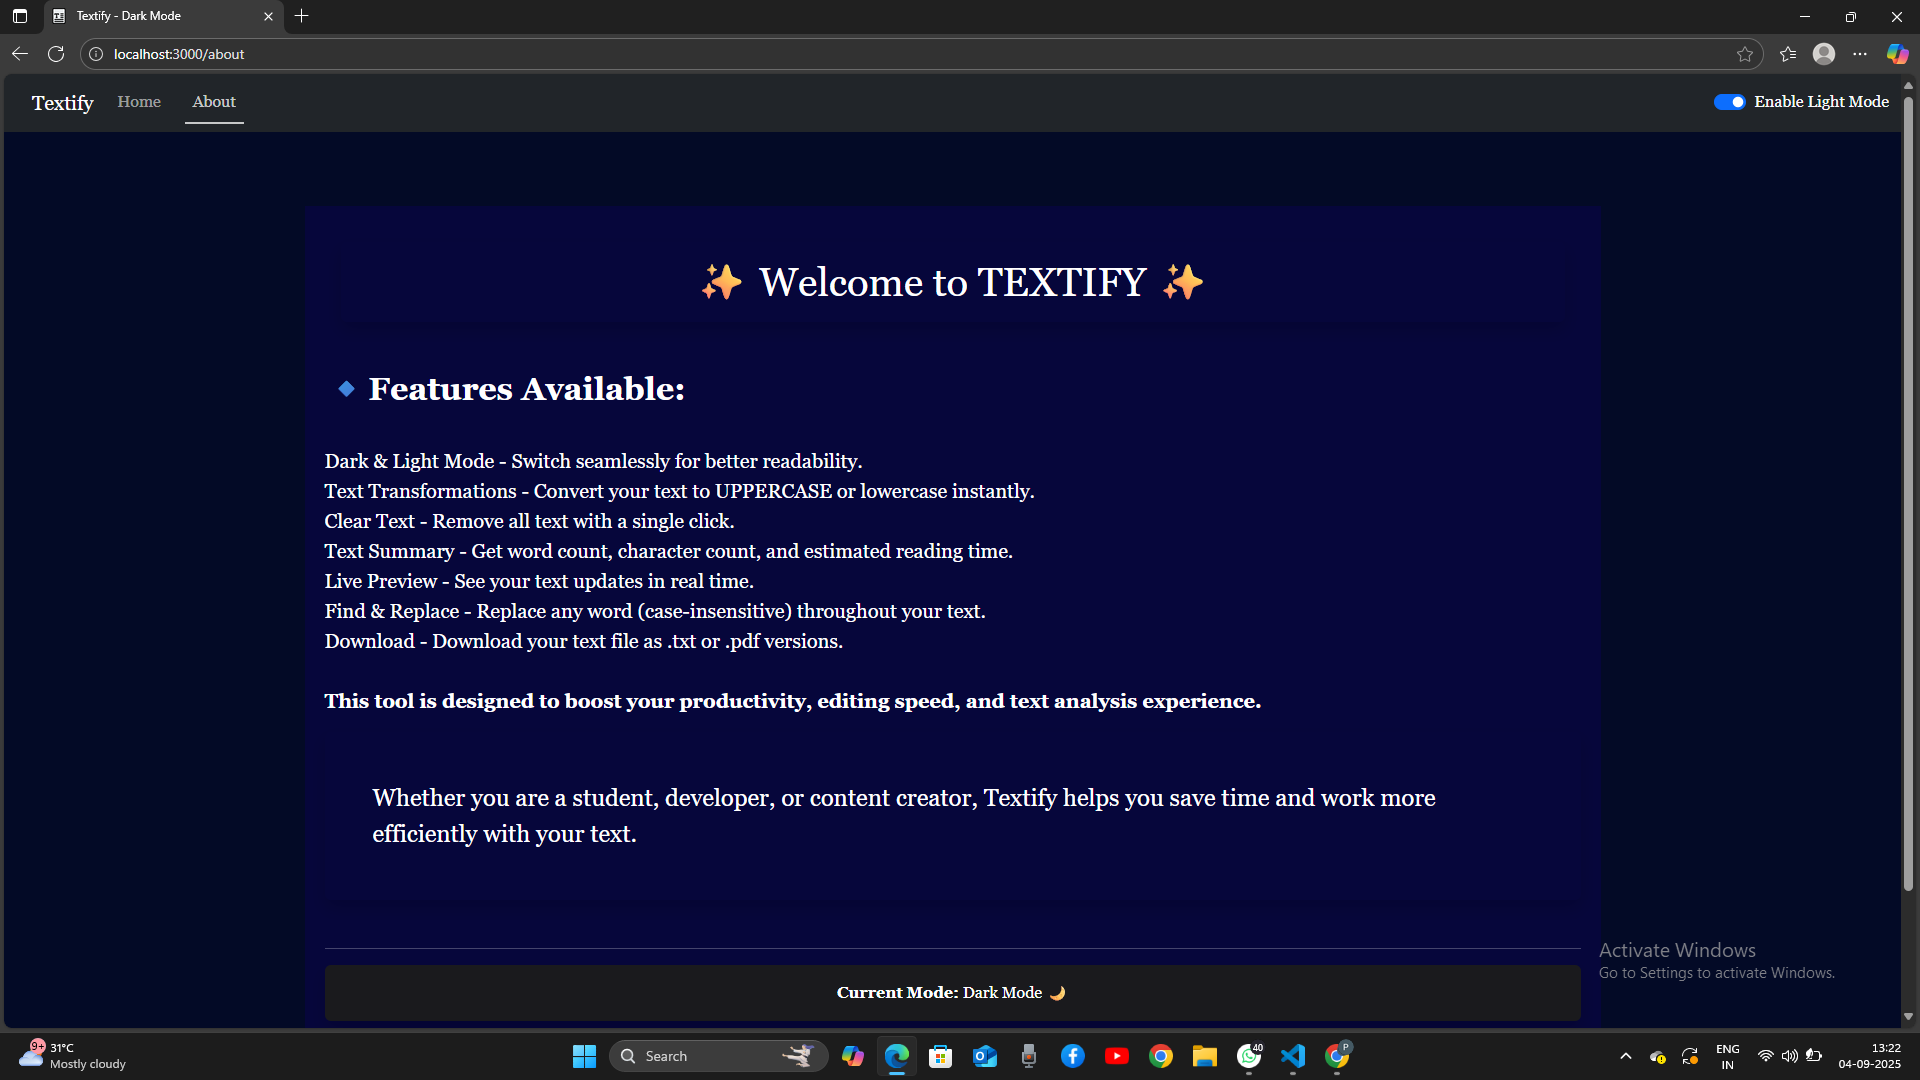 Textify - Dark Mode
localhost:3000/about
Textify
Home
About
Enable Light Mode
✨ Welcome to TEXTIFY ✨
🔹 Features Available:
Dark & Light Mode - Switch seamlessly for better readability.
Text Transformations - Convert your text to UPPERCASE or lowercase instantly.
Clear Text - Remove all text with a single click.
Text Summary - Get word count, character count, and estimated reading time.
Live Preview - See your text updates in real time.
Find & Replace - Replace any word (case-insensitive) throughout your text.
Download - Download your text file as .txt or .pdf versions.
This tool is designed to boost your productivity, editing speed, and text analysis experience.
Whether you are a student, developer, or content creator, Textify helps you save time and work more
efficiently with your text.
Current Mode: Dark Mode 🌙
Activate Windows
Go to Settings to activate Windows.
9+
31°C
Mostly cloudy
Search
40
P
ENG
IN
13:22
04-09-2025